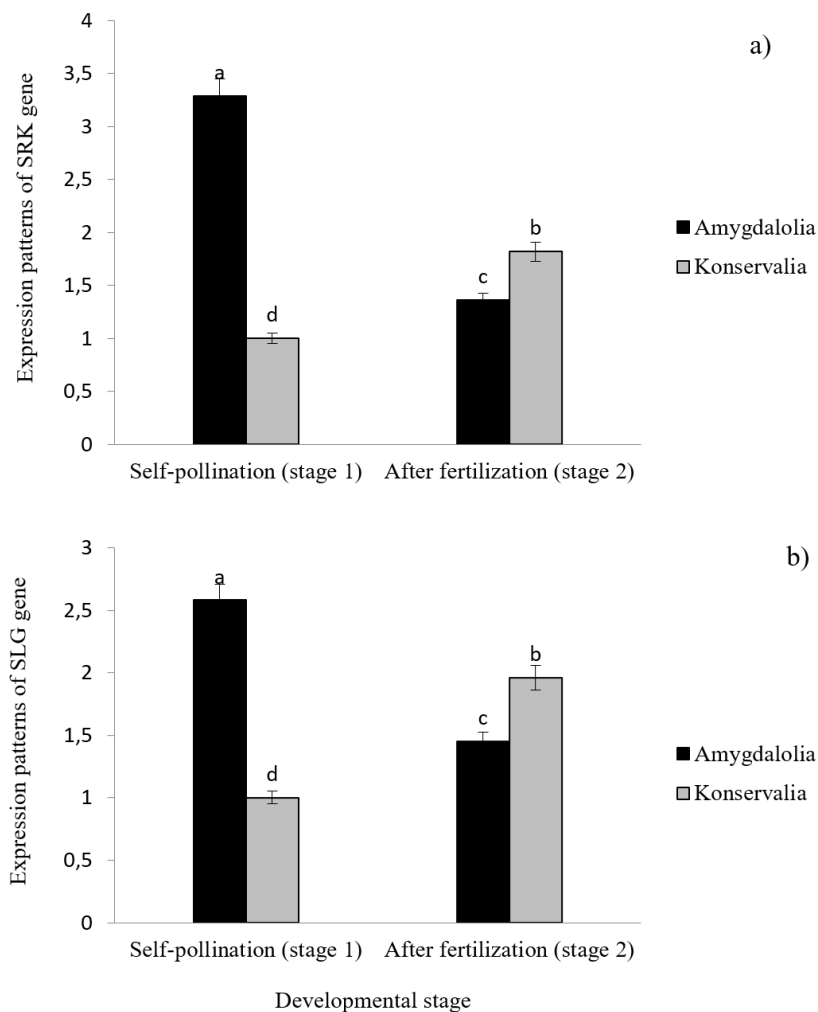 a)
Expression patterns of SRK gene
4
3,5
3
2,5
2
1,5
1
0,5
0
a
d
c
b
Self-pollination (stage 1)
After fertilization (stage 2)
Amygdalolia
Konservalia
b)
Expression patterns of SLG gene
3
2,5
2
1,5
1
0,5
0
a
d
c
b
Self-pollination (stage 1)
After fertilization (stage 2)
Amygdalolia
Konservalia
Developmental stage